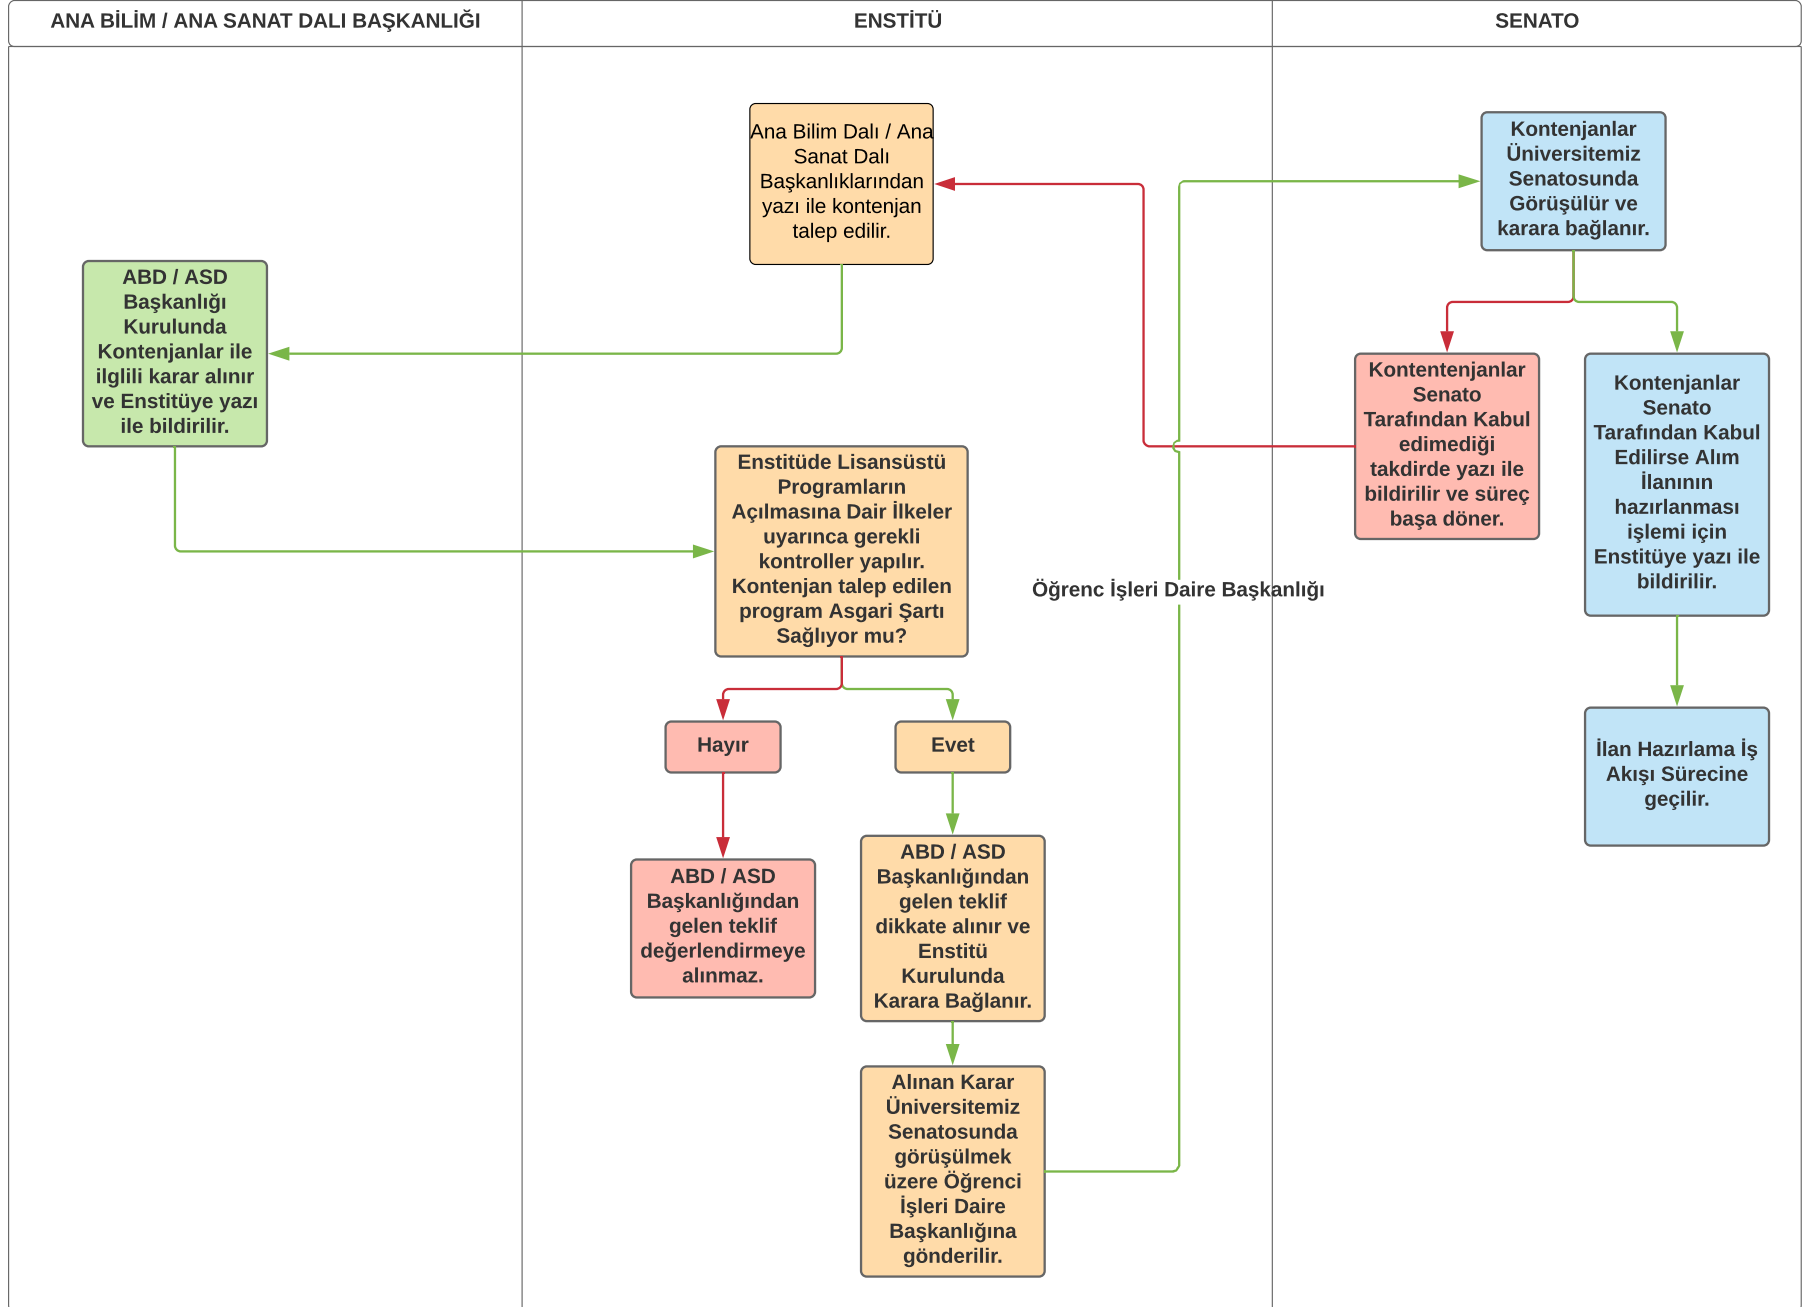 ANA BİLİM / ANA SANAT DALI BAŞKANLIĞI
ENSTİTÜ
SENATO
Ana Bilim Dalı / Ana
Sanat Dalı
Başkanlıklarından
yazı ile kontenjan
talep edilir.
ABD / ASD
Başkanlığı
Kurulunda
Kontenjanlar ile
ilglili karar alınır
ve Enstitüye yazı
ile bildirilir.
Enstitüde Lisansüstü
Programların
Açılmasına Dair İlkeler
uyarınca gerekli
kontroller yapılır.
Kontenjan talep edilen
program Asgari Şartı
Sağlıyor mu?
Hayır
Evet
ABD / ASD
Başkanlığından
gelen teklif
değerlendirmeye
alınmaz.
ABD / ASD
Başkanlığından
gelen teklif
dikkate alınır ve
Enstitü
Kurulunda
Karara Bağlanır.
Alınan Karar
Üniversitemiz
Senatosunda
görüşülmek
üzere Öğrenci
İşleri Daire
Başkanlığına
gönderilir.
Öğrenc İşleri Daire Başkanlığı
Kontenjanlar
Üniversitemiz
Senatosunda
Görüşülür ve
karara bağlanır.
Kontentenjanlar
Senato
Tarafından Kabul
edimediği
takdirde yazı ile
bildirilir ve süreç
başa döner.
Kontenjanlar
Senato
Tarafından Kabul
Edilirse Alım
İlanının
hazırlanması
işlemi için
Enstitüye yazı ile
bildirilir.
İlan Hazırlama İş
Akışı Sürecine
geçilir.